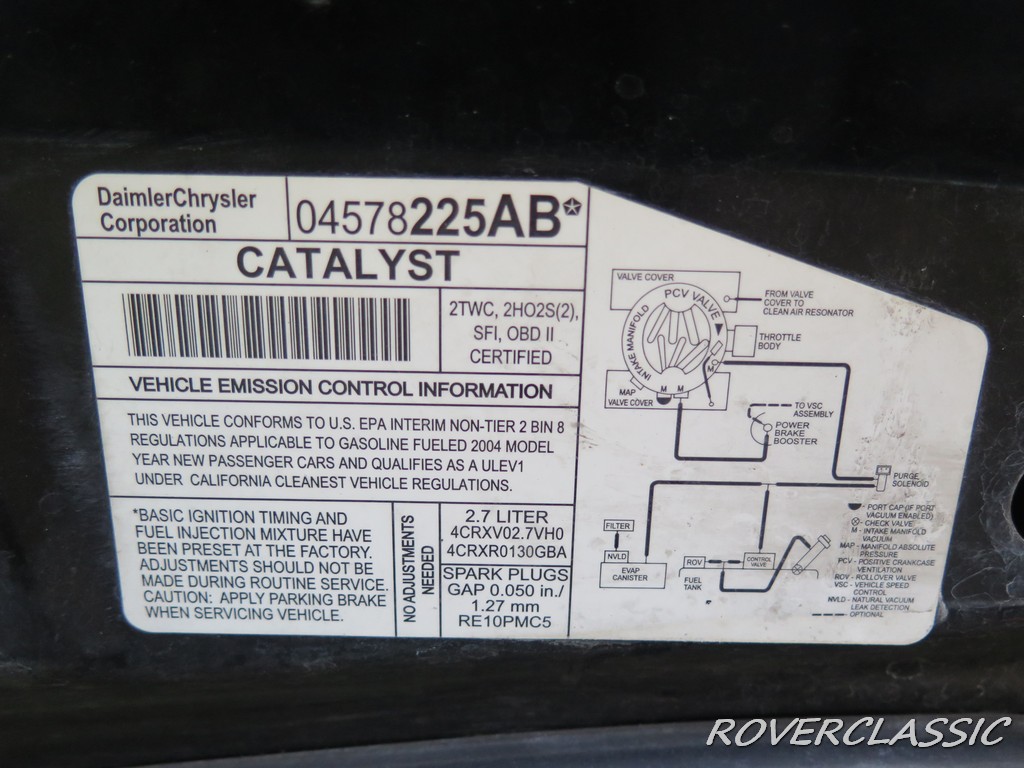 DaimlerChrysler
Corporation
04578225AB
CATALYST
2TWC, 2HO2S(2),
SFI, OBD II
CERTIFIED
VEHICLE EMISSION CONTROL INFORMATION
THIS VEHICLE CONFORMS TO U.S. EPA INTERIM NON-TIER 2 BIN 8
REGULATIONS APPLICABLE TO GASOLINE FUELED 2004 MODEL
YEAR NEW PASSENGER CARS AND QUALIFIES AS A ULEV1
UNDER CALIFORNIA CLEANEST VEHICLE REGULATIONS.
*BASIC IGNITION TIMING AND
FUEL INJECTION MIXTURE HAVE
BEEN PRESET AT THE FACTORY.
ADJUSTMENTS SHOULD NOT BE
MADE DURING ROUTINE SERVICE.
CAUTION: APPLY PARKING BRAKE
WHEN SERVICING VEHICLE.
NO ADJUSTMENTS
NEEDED
2.7 LITER
4CRXV02.7VH0
4CRXR0130GBA
SPARK PLUGS
GAP 0.050 in./
1.27 mm
RE10PMC5
VALVE COVER
PCV VALVE
INTAKE MANIFOLD
FROM VALVE
COVER TO
CLEAN AIR RESONATOR
THROTTLE
BODY
M
MAP
M M
VALVE COVER
TO VSC
ASSEMBLY
POWER
BRAKE
BOOSTER
PURGE
SOLENOID
FILTER
NVLD
EVAP
CANISTER
ROV
FUEL
TANK
CONTROL
VALVE
- PORT CAP (IF PORT
VACUUM ENABLED)
- CHECK VALVE
M - INTAKE MANIFOLD
VACUUM
MAP - MANIFOLD ABSOLUTE
PRESSURE
PCV - POSITIVE CRANKCASE
VENTILATION
ROV - ROLLOVER VALVE
VSC - VEHICLE SPEED
CONTROL
NVLD - NATURAL VACUUM
LEAK DETECTION
- OPTIONAL
ROVERCLASSIC